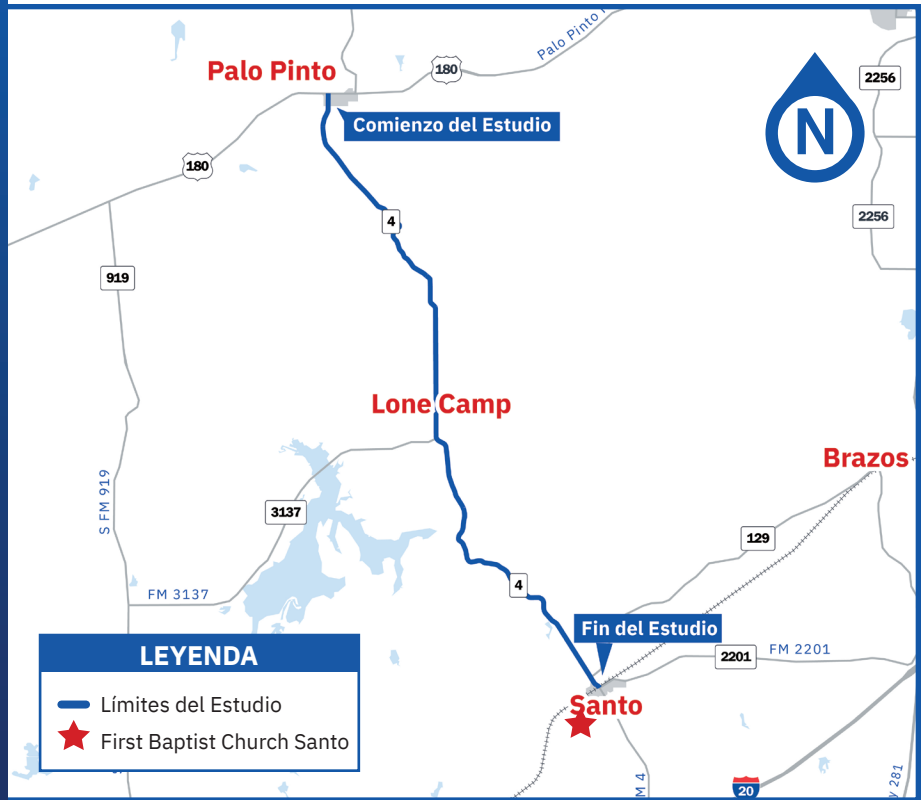 Palo Pinto
180
Palo Pinto
2256
N
Comienzo del Estudio
180
4
2256
919
Lone Camp
Brazos
S FM 919
3137
129
4
FM 3137
Fin del Estudio
2201
FM 2201
LEYENDA
Límites del Estudio
First Baptist Church Santo
Santo
M 4
20
y 281